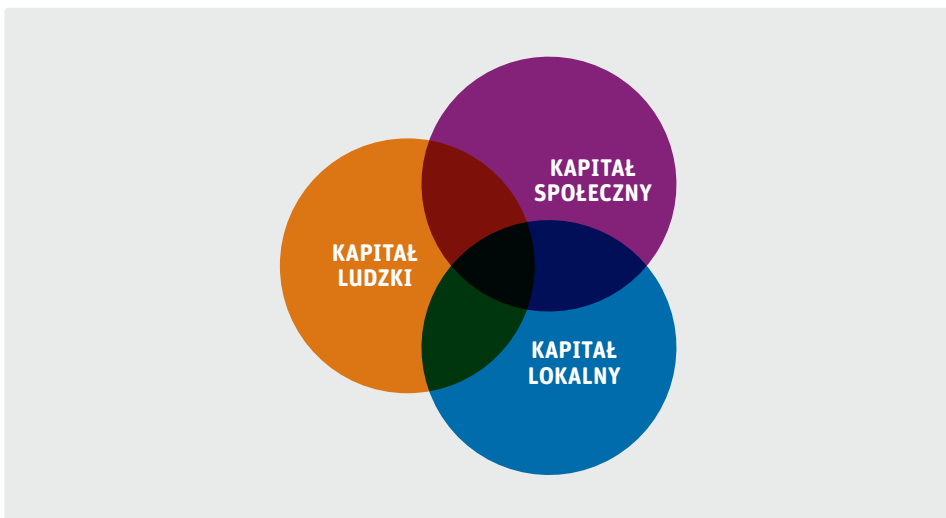 KAPITAŁ
SPOŁECZNY
KAPITAŁ
LUDZKI
KAPITAŁ
LOKALNY